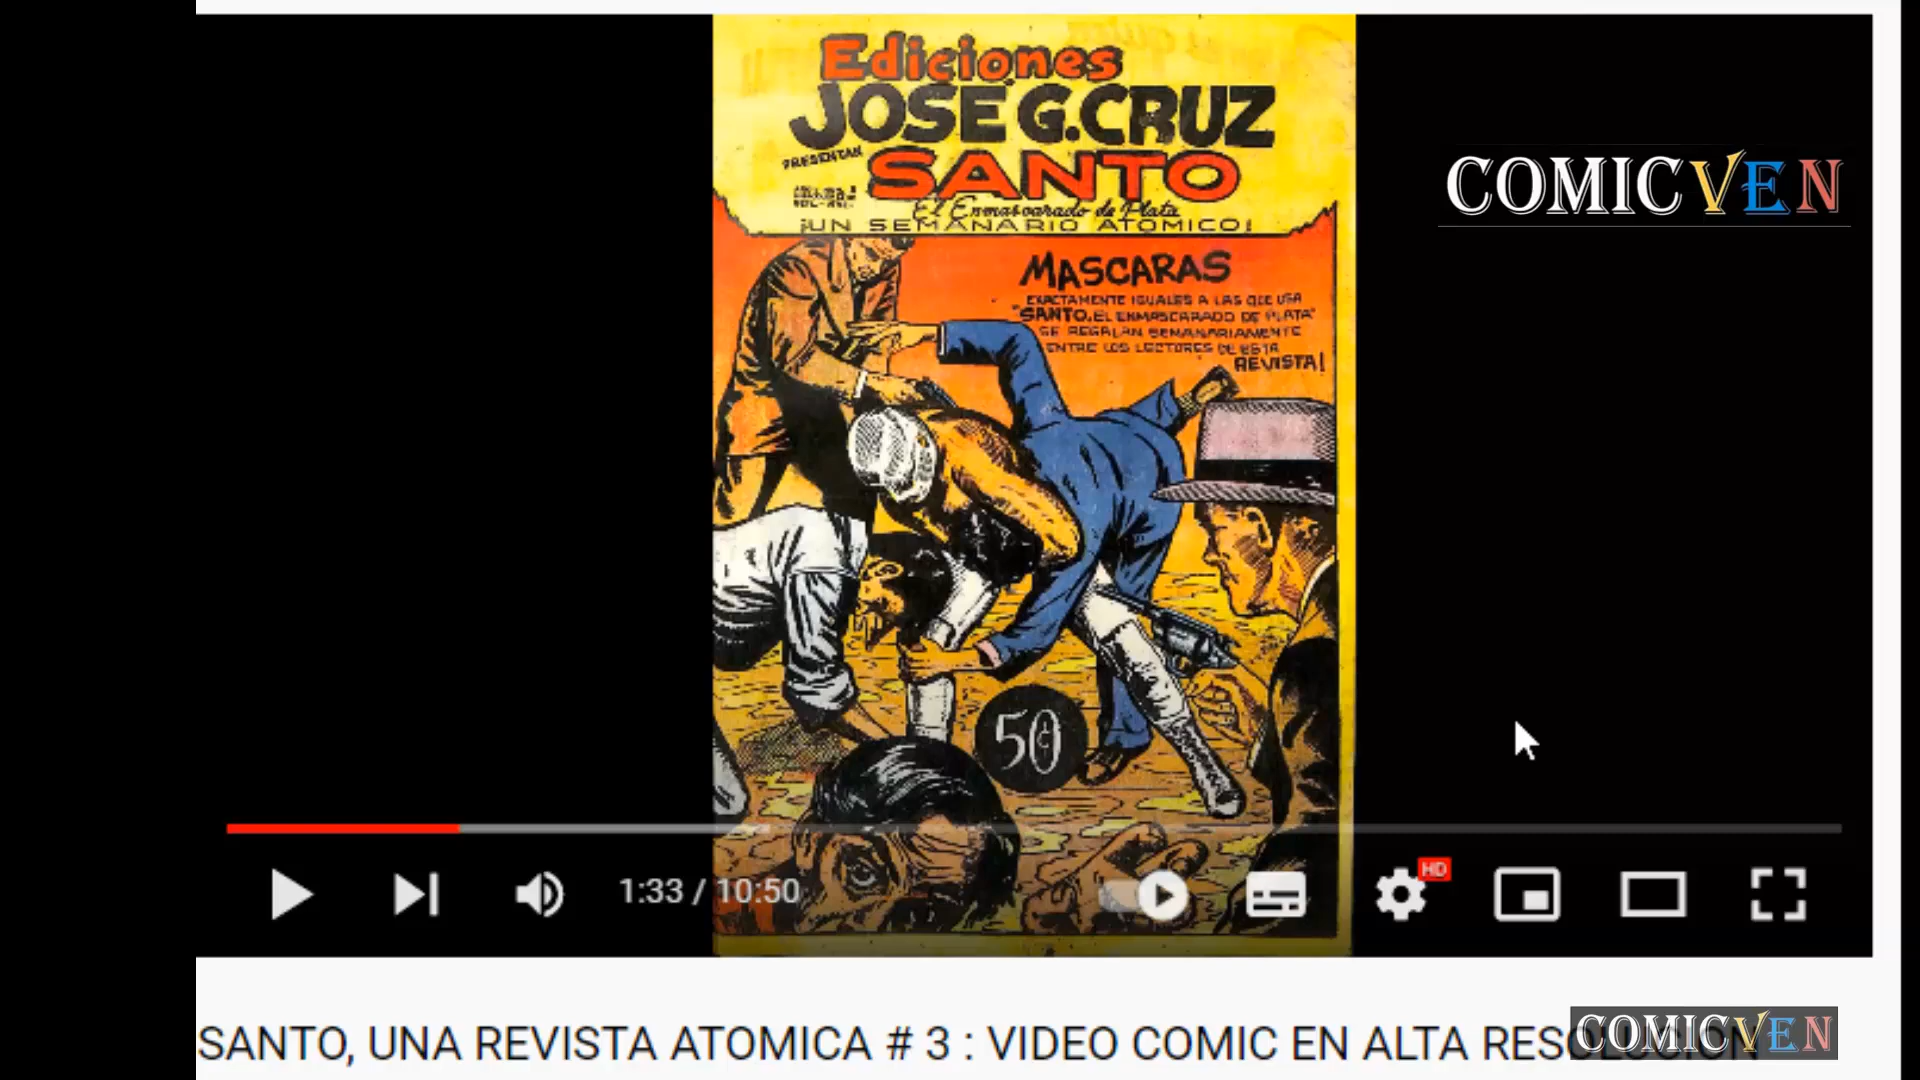 Ediciones
JOSE G. CRUZ
PRESENTAN
SANTO
El Enmascarado de Plata
¡UN SEMANARIO ATOMICO!
COMICVEN
MASCARAS
EXACTAMENTE IGUALES A LAS QUE USA
"SANTO, EL ENMASCARADO DE PLATA"
SE REGALAN SEMANARIAMENTE
ENTRE LOS LECTORES DE ESTA
REVISTA!
50¢
1:33 / 10:50
HD
SANTO, UNA REVISTA ATOMICA # 3 : VIDEO COMIC EN ALTA RESOLUCION
COMICVEN